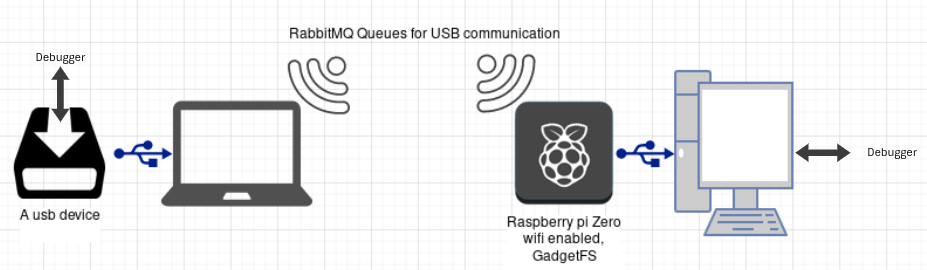 RabbitMQ Queues for USB communication
Debugger
A usb device
Raspberry pi Zero
wifi enabled,
GadgetFS
Debugger